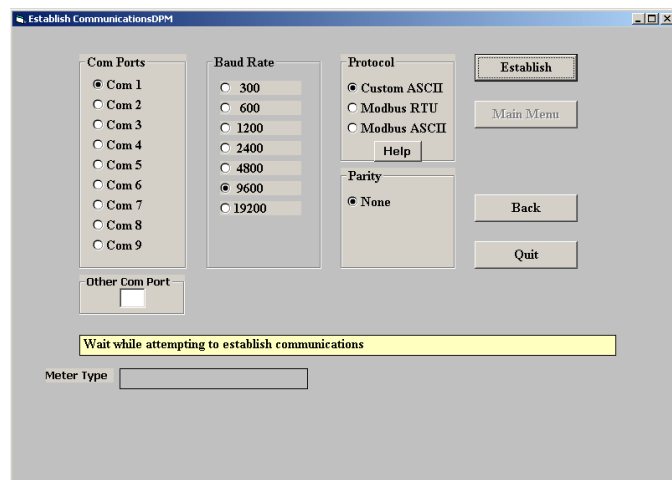 Establish CommunicationsDPM
Com Ports
Com 1
Com 2
Com 3
Com 4
Com 5
Com 6
Com 7
Com 8
Com 9
Other Com Port
Baud Rate
300
600
1200
2400
4800
9600
19200
Protocol
Custom ASCII
Modbus RTU
Modbus ASCII
Help
Parity
None
Establish
Main Menu
Back
Quit
Wait while attempting to establish communications
Meter Type